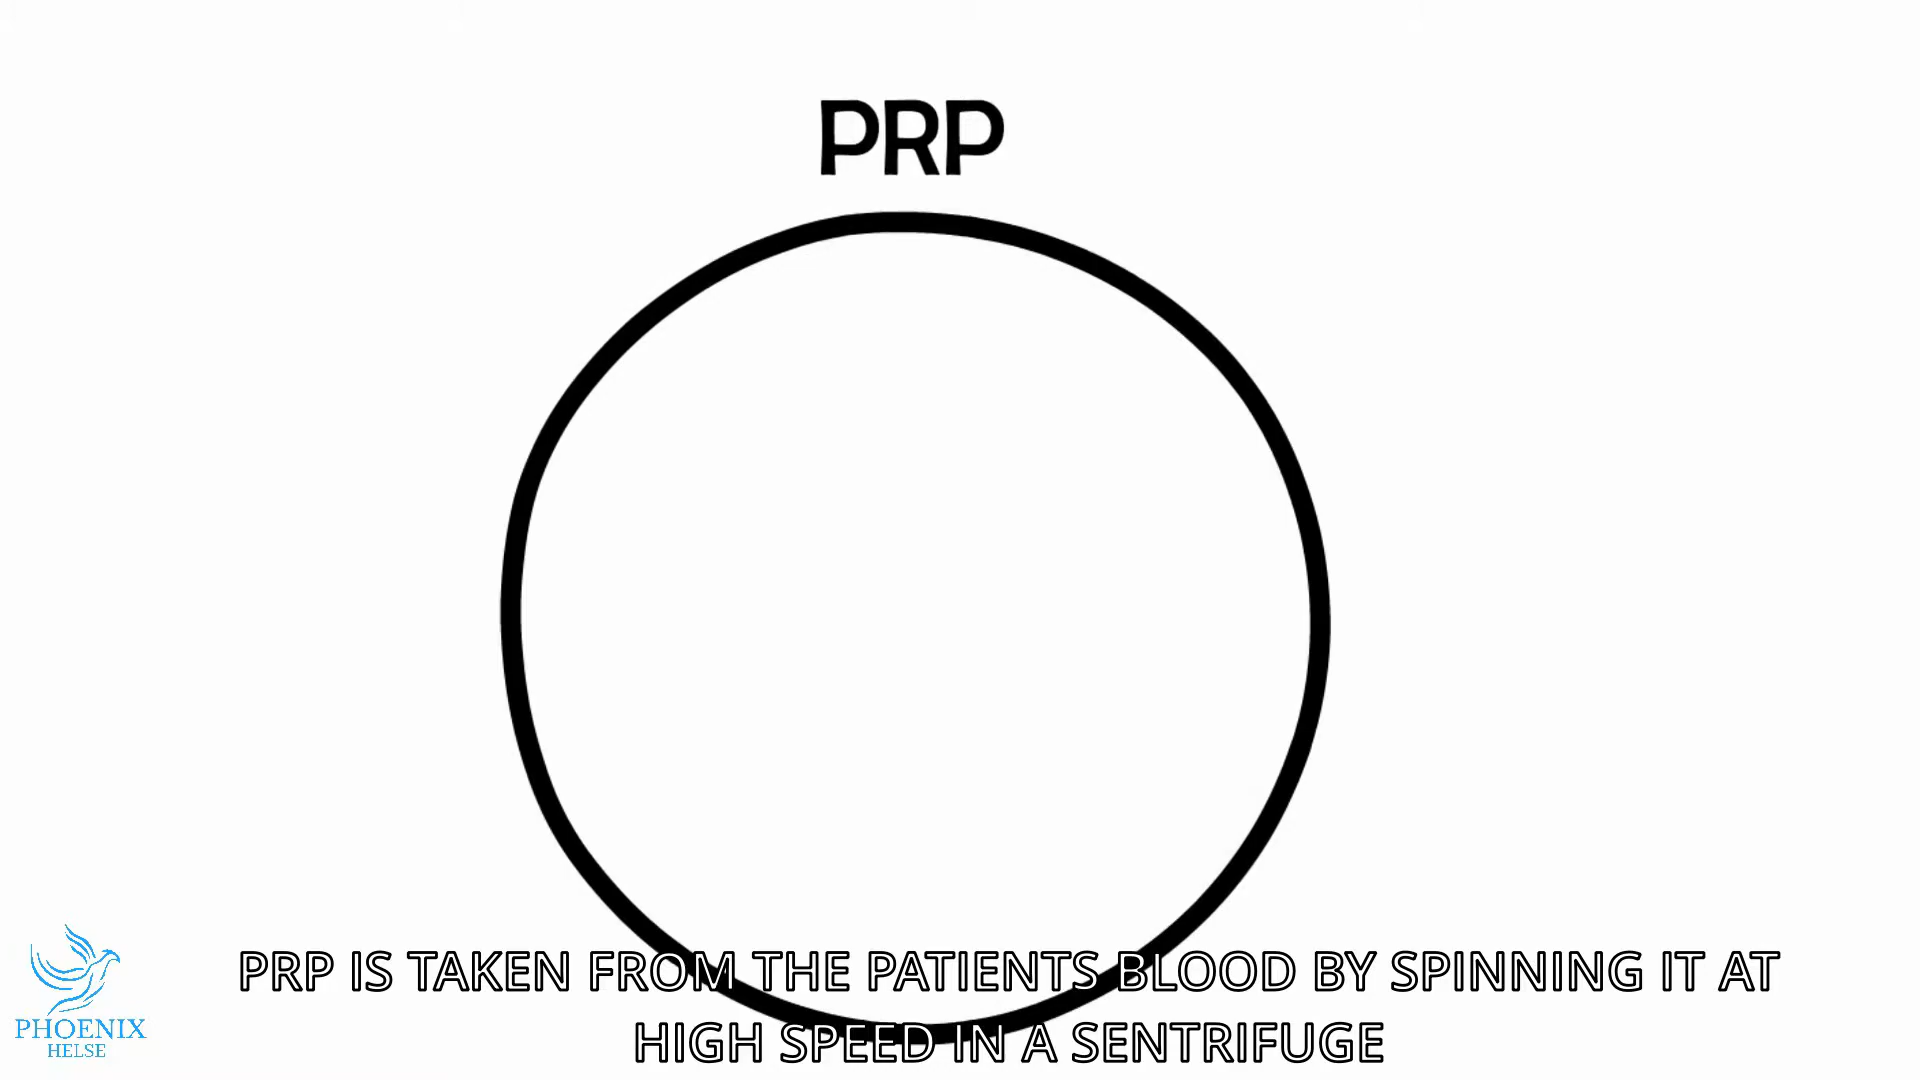 PRP
PRP IS TAKEN FROM THE PATIENTS BLOOD BY SPINNING IT AT
HIGH SPEED IN A SENTRIFUGE
PHOENIX
HELSE